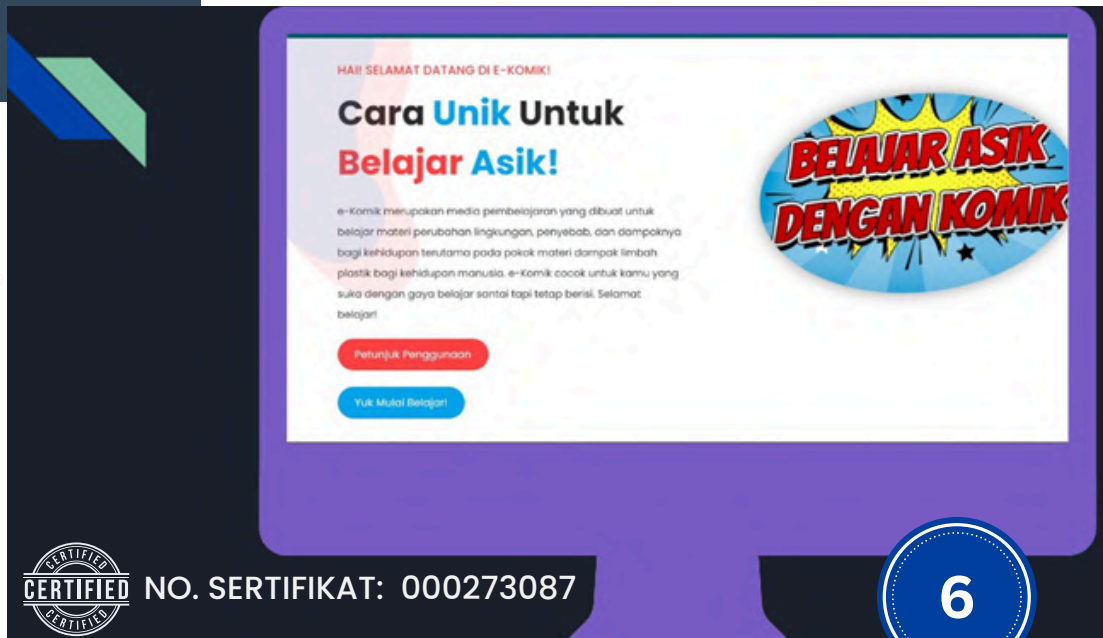 HAI! SELAMAT DATANG DI E-KOMIK!
Cara Unik Untuk
Belajar Asik!
e-Komik merupakan media pembelajaran yang dibuat untuk
belajar materi perubahan lingkungan, penyebab, dan dampaknya
bagi kehidupan terutama pada pokok materi dampak limbah
plastik bagi kehidupan manusia. e-Komik cocok untuk kamu yang
suka dengan gaya belajar santai tapi tetap berisi. Selamat
belajar!
Petunjuk Penggunaan
Yuk Mulai Belajar!
BELAJAR ASIK
DENGAN KOMIK
CERTIFIED
CERTIFIED
CERTIFIED
NO. SERTIFIKAT: 000273087
6